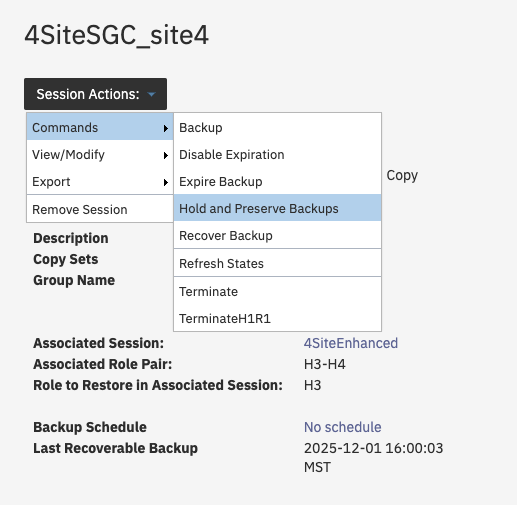 4SiteSGC_site4
Session Actions:
Commands
View/Modify
Export
Remove Session
Backup
Disable Expiration
Expire Backup
Hold and Preserve Backups
Recover Backup
Refresh States
Terminate
TerminateH1R1
Copy
Description
Copy Sets
Group Name
Associated Session: 4SiteEnhanced
Associated Role Pair: H3-H4
Role to Restore in Associated Session: H3
Backup Schedule No schedule
Last Recoverable Backup 2025-12-01 16:00:03
MST